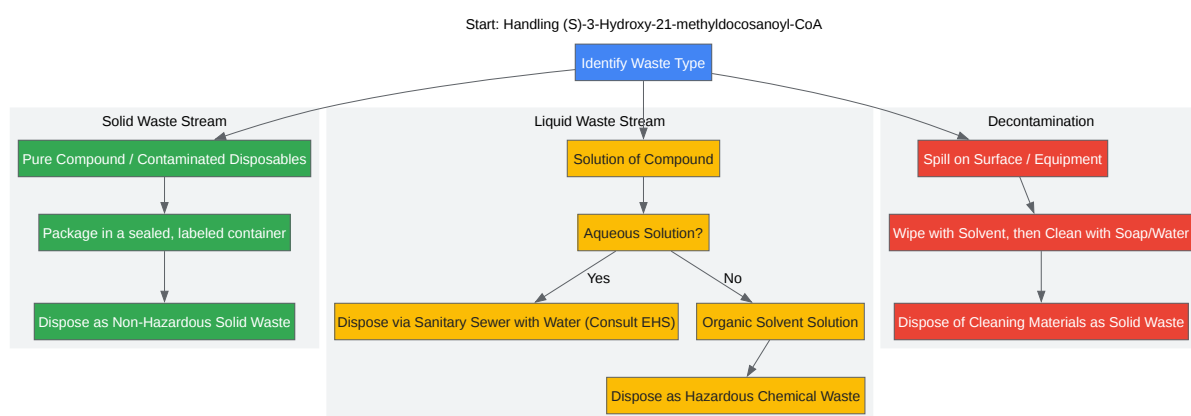 Start: Handling (S)-3-Hydroxy-21-methyldocosanoyl-CoA
Identify Waste Type
Solid Waste Stream
Pure Compound / Contaminated Disposables
Package in a sealed, labeled container
Dispose as Non-Hazardous Solid Waste
Liquid Waste Stream
Solution of Compound
Aqueous Solution?
Yes
No
Dispose via Sanitary Sewer with Water (Consult EHS)
Organic Solvent Solution
Dispose as Hazardous Chemical Waste
Decontamination
Spill on Surface / Equipment
Wipe with Solvent, then Clean with Soap/Water
Dispose of Cleaning Materials as Solid Waste